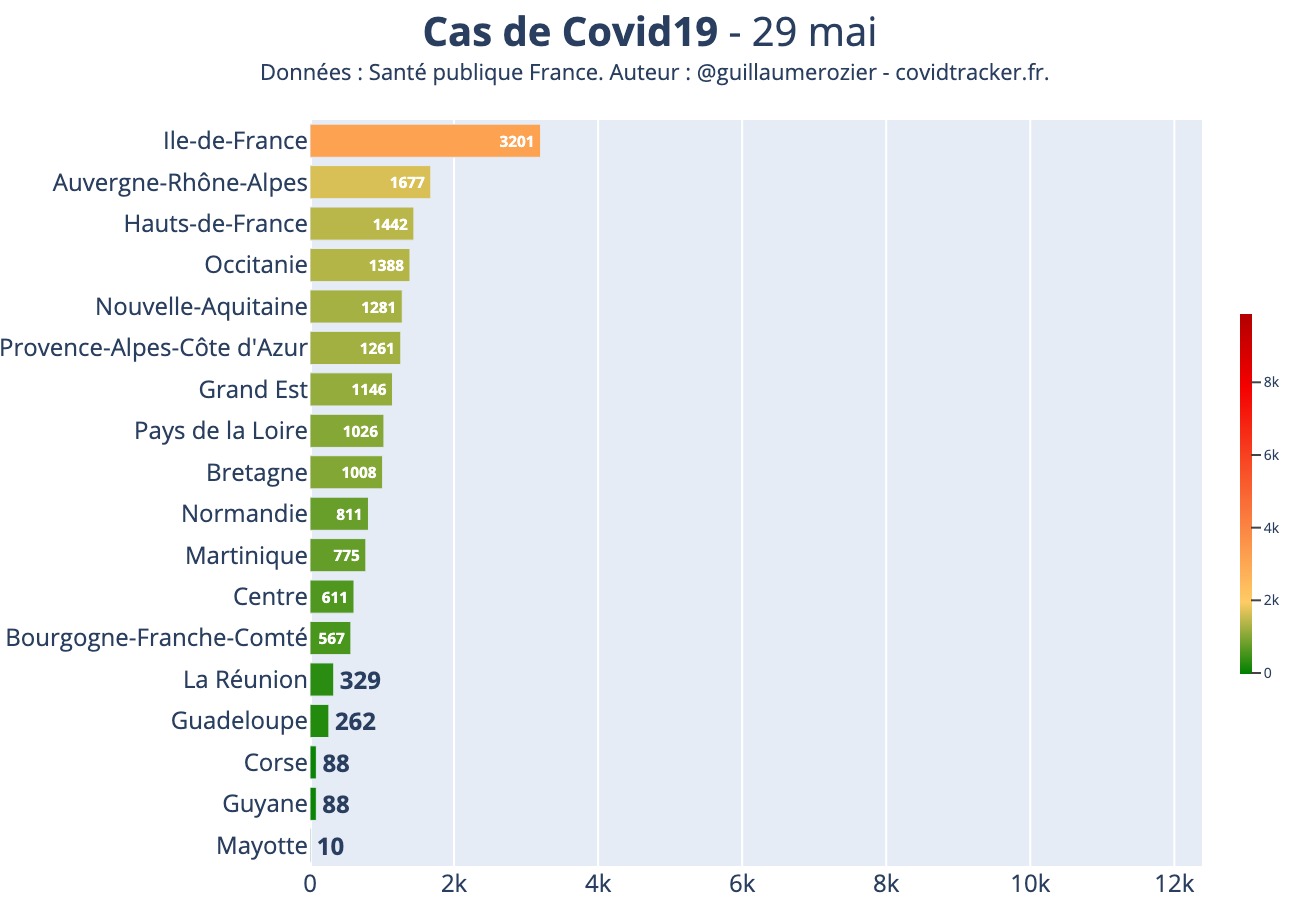 Cas de Covid19 - 29 mai
Données : Santé publique France. Auteur : @guillaumerozier - covidtracker.fr.
Ile-de-France 3201
Auvergne-Rhône-Alpes 1677
Hauts-de-France 1442
Occitanie 1388
Nouvelle-Aquitaine 1281
Provence-Alpes-Côte d'Azur 1261
Grand Est 1146
Pays de la Loire 1026
Bretagne 1008
Normandie 811
Martinique 775
Centre 611
Bourgogne-Franche-Comté 567
La Réunion 329
Guadeloupe 262
Corse 88
Guyane 88
Mayotte 10
0 2k 4k 6k 8k 10k 12k
8k
6k
4k
2k
0